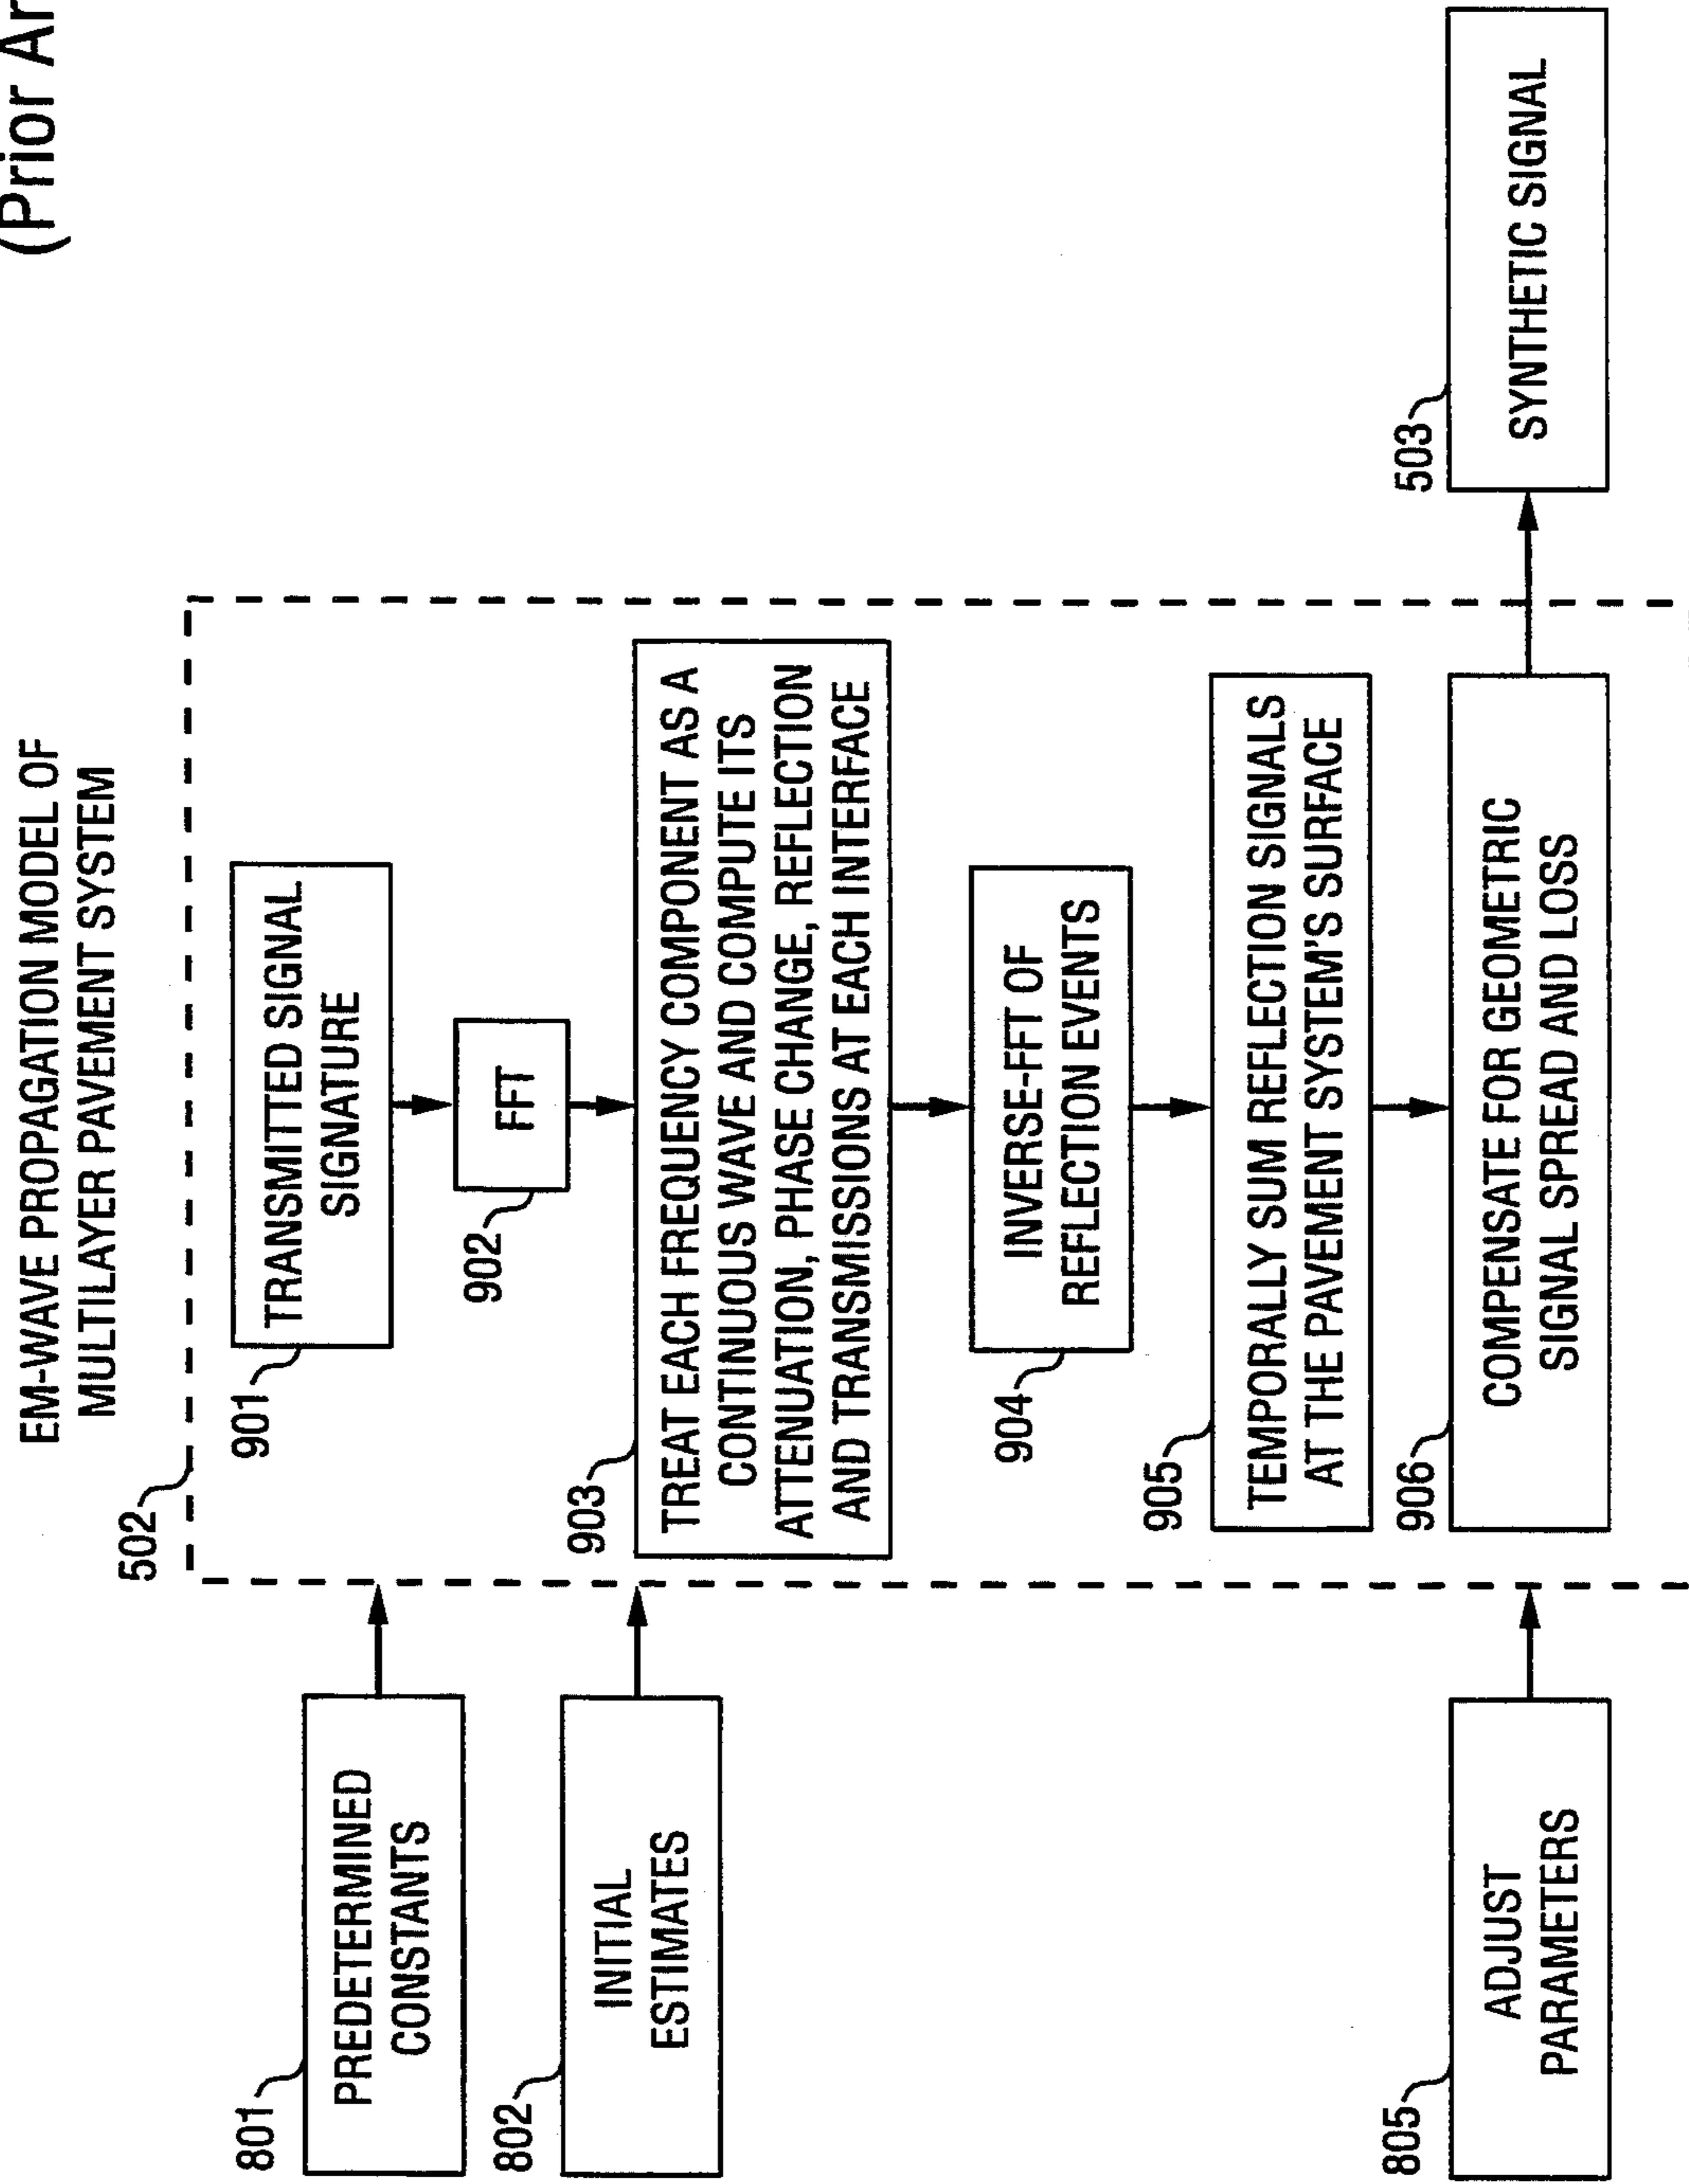 (Prior Ar
EM-WAVE PROPAGATION MODEL OF
MULTILAYER PAVEMENT SYSTEM
502
801
PREDETERMINED
CONSTANTS
802
INITIAL
ESTIMATES
805
ADJUST
PARAMETERS
901
TRANSMITTED SIGNAL
SIGNATURE
902
FFT
903
TREAT EACH FREQUENCY COMPONENT AS A
CONTINUOUS WAVE AND COMPUTE ITS
ATTENUATION, PHASE CHANGE, REFLECTION
AND TRANSMISSIONS AT EACH INTERFACE
904
INVERSE-FFT OF
REFLECTION EVENTS
905
TEMPORALLY SUM REFLECTION SIGNALS
AT THE PAVEMENT SYSTEM'S SURFACE
906
COMPENSATE FOR GEOMETRIC
SIGNAL SPREAD AND LOSS
503
SYNTHETIC SIGNAL